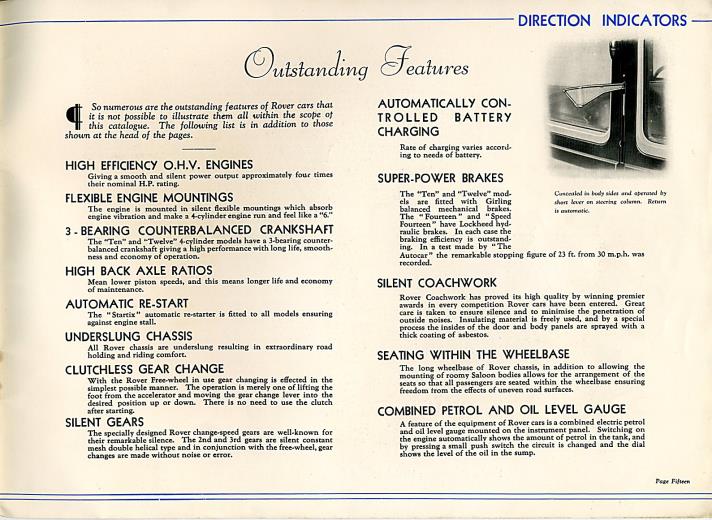 DIRECTION INDICATORS
Outstanding Features
So numerous are the outstanding features of Rover cars that
it is not possible to illustrate them all within the scope of
this catalogue. The following list is in addition to those
shown at the head of the pages.
HIGH EFFICIENCY O.H.V. ENGINES
Giving a smooth and silent power output approximately four times
their nominal H.P. rating.
FLEXIBLE ENGINE MOUNTINGS
The engine is mounted in silent flexible mountings which absorb
engine vibration and make a 4-cylinder engine run and feel like a "6."
3 - BEARING COUNTERBALANCED CRANKSHAFT
The "Ten" and "Twelve" 4-cylinder models have a 3-bearing counter-
balanced crankshaft giving a high performance with long life, smooth-
ness and economy of operation.
HIGH BACK AXLE RATIOS
Mean lower piston speeds, and this means longer life and economy
of maintenance.
AUTOMATIC RE-START
The "Startix" automatic re-starter is fitted to all models ensuring
against engine stall.
UNDERSLUNG CHASSIS
All Rover chassis are underslung resulting in extraordinary road
holding and riding comfort.
CLUTCHLESS GEAR CHANGE
With the Rover Free-wheel in use gear changing is effected in the
simplest possible manner. The operation is merely one of lifting the
foot from the accelerator and moving the gear change lever into the
desired position up or down. There is no need to use the clutch
after starting.
SILENT GEARS
The specially designed Rover change-speed gears are well-known for
their remarkable silence. The 2nd and 3rd gears are silent constant
mesh double helical type and in conjunction with the free-wheel, gear
changes are made without noise or error.
AUTOMATICALLY CON-
TROLLED BATTERY
CHARGING
Rate of charging varies accord-
ing to needs of battery.
SUPER-POWER BRAKES
The "Ten" and "Twelve" mod-
els are fitted with Girling
balanced mechanical brakes.
The "Fourteen" and "Speed
Fourteen" have Lockheed hyd-
raulic brakes. In each case the
braking efficiency is outstand-
ing. In a test made by "The
Autocar" the remarkable stopping figure of 23 ft. from 30 m.p.h. was
recorded.
Concealed in body sides and operated by
short lever on steering column. Return
is automatic.
SILENT COACHWORK
Rover Coachwork has proved its high quality by winning premier
awards in every competition Rover cars have been entered. Great
care is taken to ensure silence and to minimise the penetration of
outside noises. Insulating material is freely used, and by a special
process the insides of the door and body panels are sprayed with a
thick coating of asbestos.
SEATING WITHIN THE WHEELBASE
The long wheelbase of Rover chassis, in addition to allowing the
mounting of roomy Saloon bodies allows for the arrangement of the
seats so that all passengers are seated within the wheelbase ensuring
freedom from the effects of uneven road surfaces.
COMBINED PETROL AND OIL LEVEL GAUGE
A feature of the equipment of Rover cars is a combined electric petrol
and oil level gauge mounted on the instrument panel. Switching on
the engine automatically shows the amount of petrol in the tank, and
by pressing a small push switch the circuit is changed and the dial
shows the level of the oil in the sump.
Page Fifteen